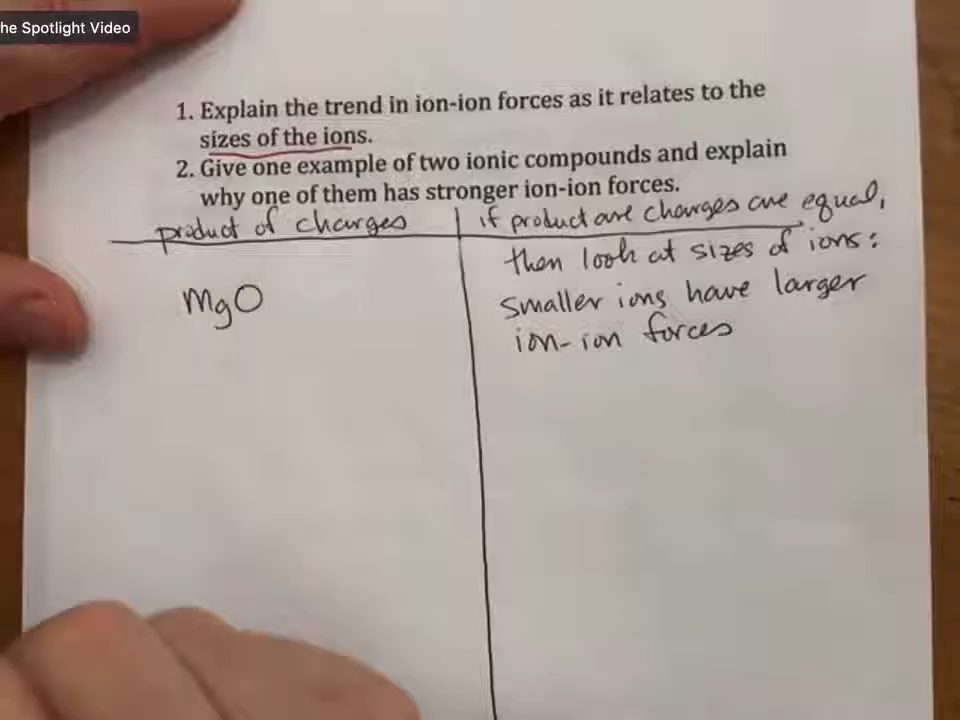 he Spotlight Video
1. Explain the trend in ion-ion forces as it relates to the
sizes of the ions.
2. Give one example of two ionic compounds and explain
why one of them has stronger ion-ion forces.
product of charges
if product are charges are equal,
then look at sizes of ions:
smaller ions have larger
ion-ion forces
MgO